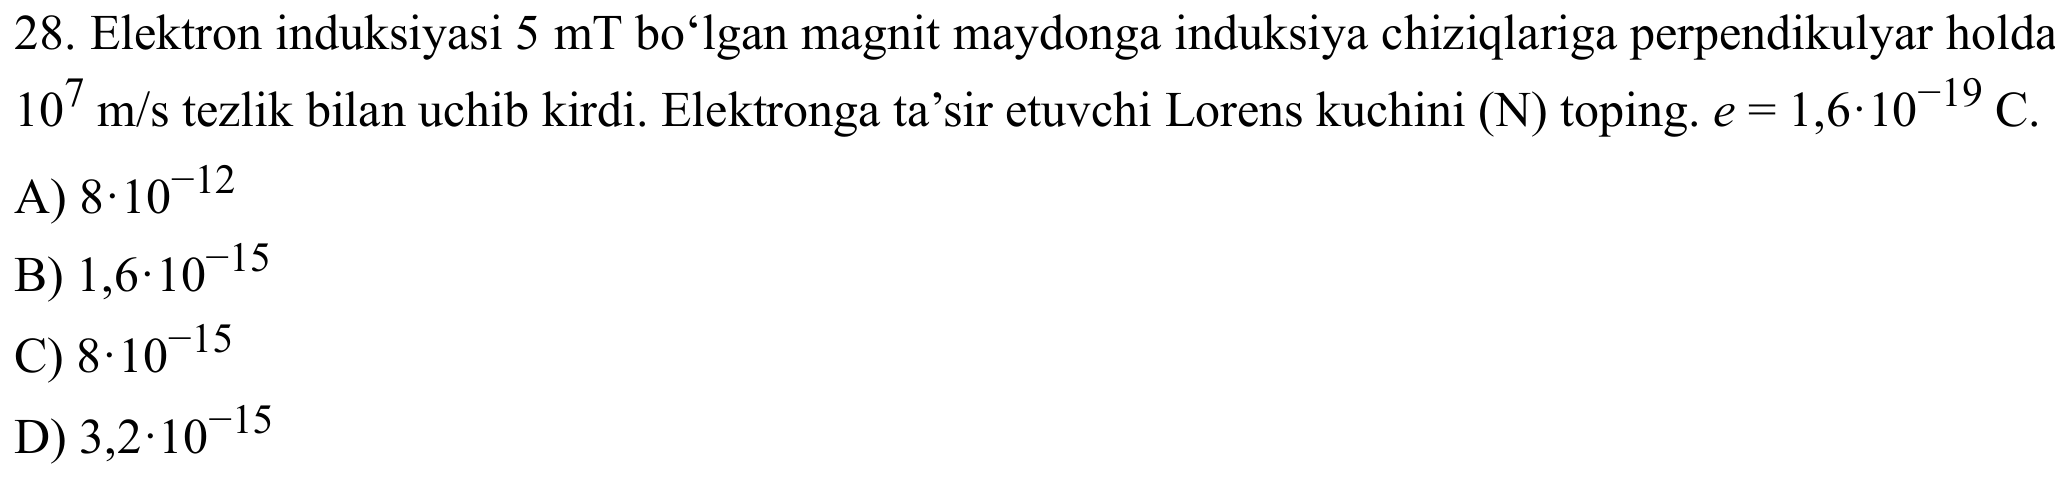 28. Elektron induksiyasi 5 mT bo‘lgan magnit maydonga induksiya chiziqlariga perpendikulyar holda
10⁷ m/s tezlik bilan uchib kirdi. Elektronga ta’sir etuvchi Lorens kuchini (N) toping. e = 1,6·10⁻¹⁹ C.
A) 8·10⁻¹²
B) 1,6·10⁻¹⁵
C) 8·10⁻¹⁵
D) 3,2·10⁻¹⁵